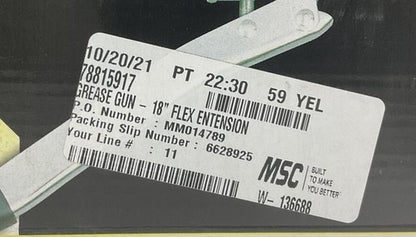 10/20/21 PT 22:30 59 YEL
78815917
GREASE GUN - 18" FLEX ENTENSION
P.O. Number : MM014789
Packing Slip Number : 6628925
Your Line # : 11
MSC BUILT TO MAKE YOU BETTER
W- 136688